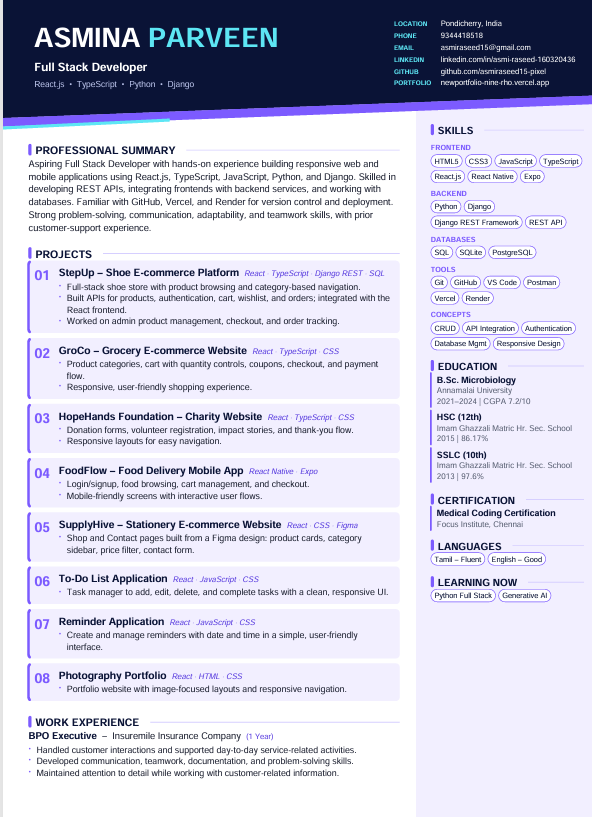 ASMINA PARVEEN
Full Stack Developer
React.js • TypeScript • Python • Django
LOCATION Pondicherry, India
PHONE 9344418518
EMAIL asmiraseed15@gmail.com
LINKEDIN linkedin.com/in/asmi-raseed-160320436
GITHUB github.com/asmiraseed15-pixel
PORTFOLIO newportfolio-nine-rho.vercel.app
PROFESSIONAL SUMMARY
Aspiring Full Stack Developer with hands-on experience building responsive web and
mobile applications using React.js, TypeScript, JavaScript, Python, and Django. Skilled in
developing REST APIs, integrating frontends with backend services, and working with
databases. Familiar with GitHub, Vercel, and Render for version control and deployment.
Strong problem-solving, communication, adaptability, and teamwork skills, with prior
customer-support experience.
PROJECTS
01 StepUp – Shoe E-commerce Platform React · TypeScript · Django REST · SQL
· Full-stack shoe store with product browsing and category-based navigation.
· Built APIs for products, authentication, cart, wishlist, and orders; integrated with the
React frontend.
· Worked on admin product management, checkout, and order tracking.
02 GroCo – Grocery E-commerce Website React · TypeScript · CSS
· Product categories, cart with quantity controls, coupons, checkout, and payment
flow.
· Responsive, user-friendly shopping experience.
03 HopeHands Foundation – Charity Website React · TypeScript · CSS
· Donation forms, volunteer registration, impact stories, and thank-you flow.
· Responsive layouts for easy navigation.
04 FoodFlow – Food Delivery Mobile App React Native · Expo
· Login/signup, food browsing, cart management, and checkout.
· Mobile-friendly screens with interactive user flows.
05 SupplyHive – Stationery E-commerce Website React · CSS · Figma
· Shop and Contact pages built from a Figma design: product cards, category
sidebar, price filter, contact form.
06 To-Do List Application React · JavaScript · CSS
· Task manager to add, edit, delete, and complete tasks with a clean, responsive UI.
07 Reminder Application React · JavaScript · CSS
· Create and manage reminders with date and time in a simple, user-friendly
interface.
08 Photography Portfolio React · HTML · CSS
· Portfolio website with image-focused layouts and responsive navigation.
WORK EXPERIENCE
BPO Executive – Insuremile Insurance Company (1 Year)
· Handled customer interactions and supported day-to-day service-related activities.
· Developed communication, teamwork, documentation, and problem-solving skills.
· Maintained attention to detail while working with customer-related information.
SKILLS
FRONTEND
HTML5 CSS3 JavaScript TypeScript
React.js React Native Expo
BACKEND
Python Django
Django REST Framework REST API
DATABASES
SQL SQLite PostgreSQL
TOOLS
Git GitHub VS Code Postman
Vercel Render
CONCEPTS
CRUD API Integration Authentication
Database Mgmt Responsive Design
EDUCATION
B.Sc. Microbiology
Annamalai University
2021–2024 | CGPA 7.2/10
HSC (12th)
Imam Ghazzali Matric Hr. Sec. School
2015 | 86.17%
SSLC (10th)
Imam Ghazzali Matric Hr. Sec. School
2013 | 97.6%
CERTIFICATION
Medical Coding Certification
Focus Institute, Chennai
LANGUAGES
Tamil – Fluent English – Good
LEARNING NOW
Python Full Stack Generative AI